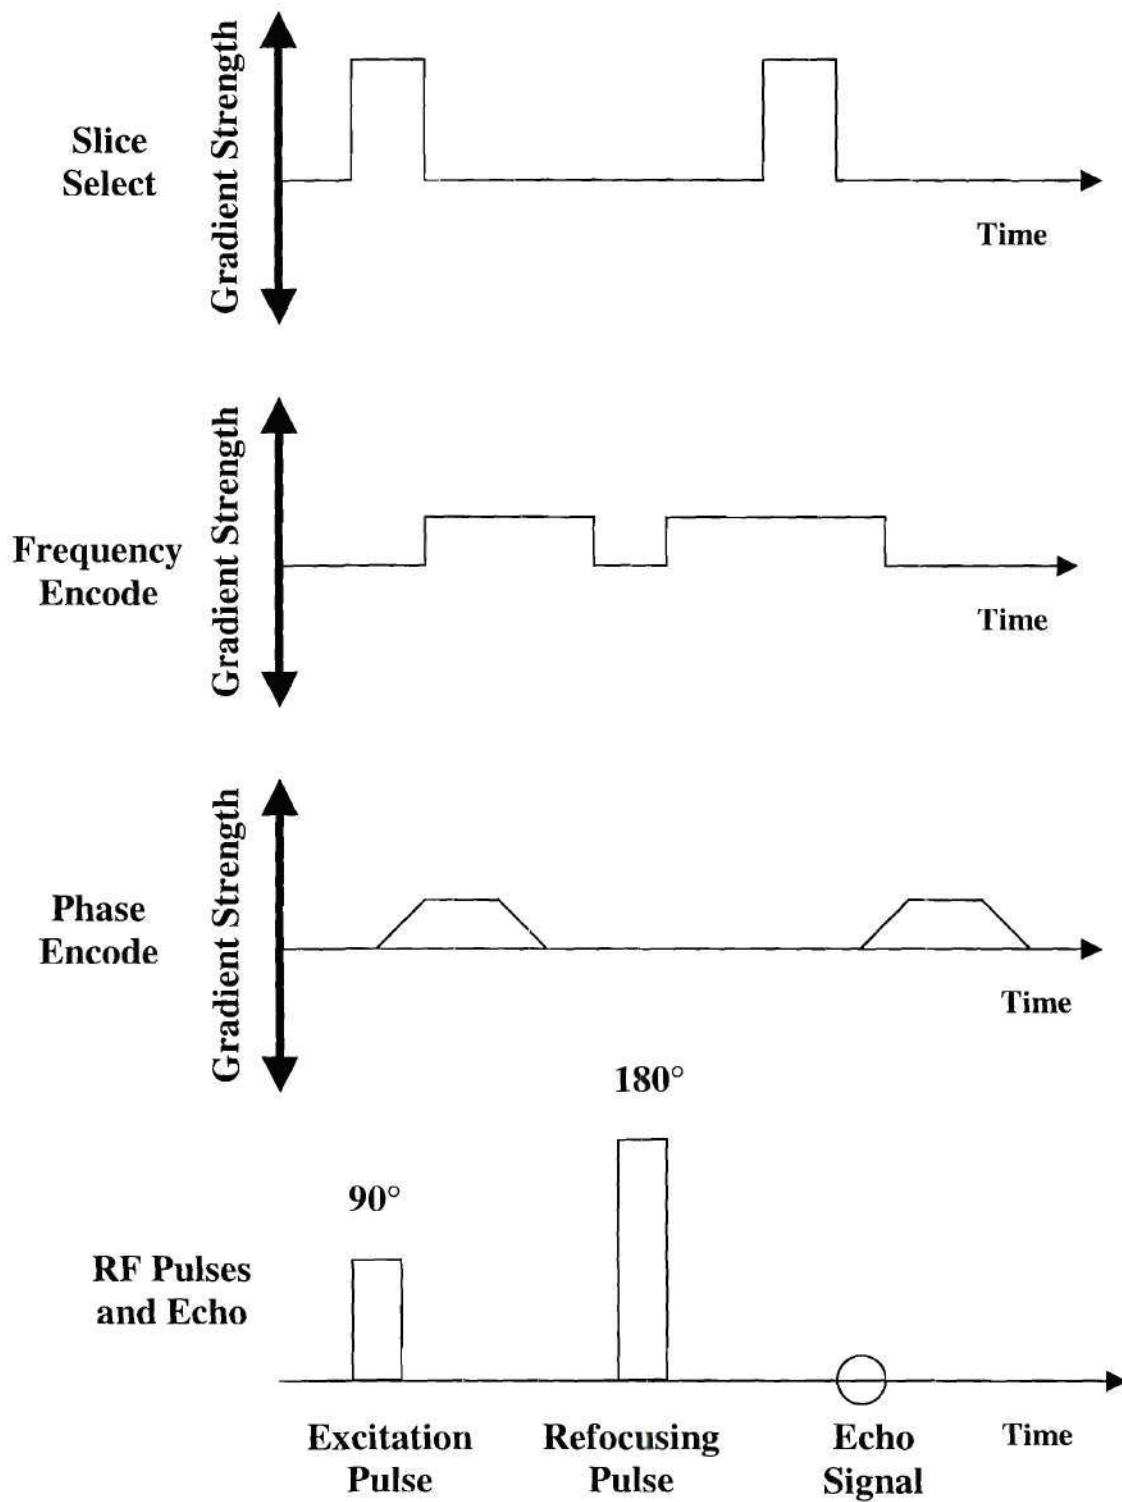 Slice
Select
Gradient Strength
Time
Frequency
Encode
Gradient Strength
Time
Phase
Encode
Gradient Strength
Time
180°
90°
RF Pulses
and Echo
Excitation
Pulse
Refocusing
Pulse
Echo
Signal
Time